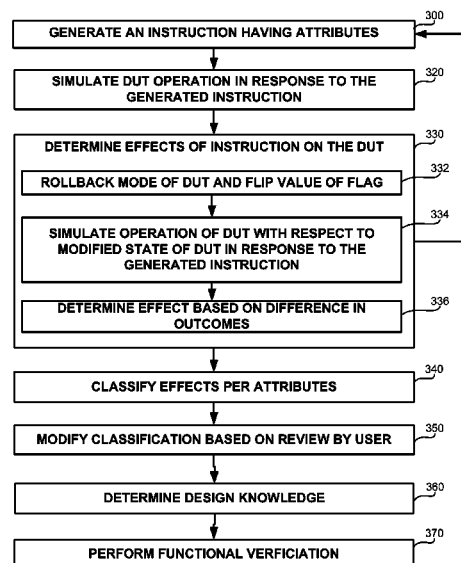 300
GENERATE AN INSTRUCTION HAVING ATTRIBUTES
320
SIMULATE DUT OPERATION IN RESPONSE TO THE
GENERATED INSTRUCTION
330
DETERMINE EFFECTS OF INSTRUCTION ON THE DUT
332
ROLLBACK MODE OF DUT AND FLIP VALUE OF FLAG
334
SIMULATE OPERATION OF DUT WITH RESPECT TO
MODIFIED STATE OF DUT IN RESPONSE TO THE
GENERATED INSTRUCTION
336
DETERMINE EFFECT BASED ON DIFFERENCE IN
OUTCOMES
340
CLASSIFY EFFECTS PER ATTRIBUTES
350
MODIFY CLASSIFICATION BASED ON REVIEW BY USER
360
DETERMINE DESIGN KNOWLEDGE
370
PERFORM FUNCTIONAL VERFICIATION